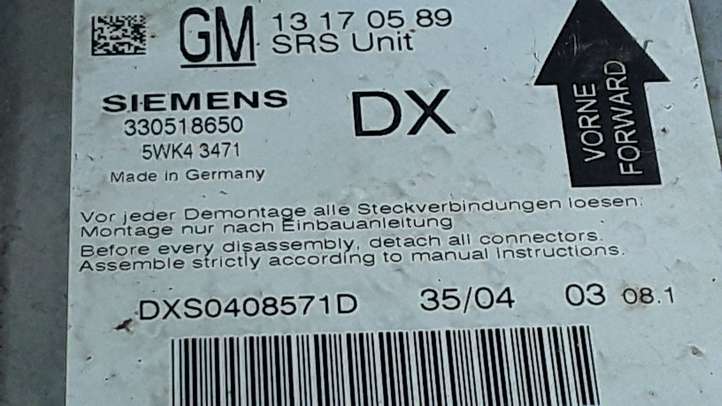 GM 13 17 05 89
SRS Unit
SIEMENS
DX
330518650
5WK4 3471
Made in Germany
VORNE
FORWARD
Vor jeder Demontage alle Steckverbindungen loesen.
Montage nur nach Einbauanleitung
Before every disassembly, detach all connectors.
Assemble strictly according to manual instructions.
DXS0408571D 35/04 03 08.1